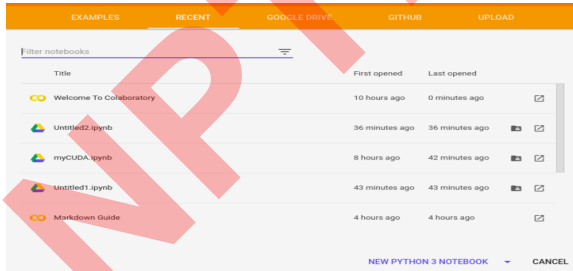 EXAMPLES RECENT GOOGLE DRIVE GITHUB UPLOAD
Filter notebooks
Title First opened Last opened
CO Welcome To Colaboratory 10 hours ago 0 minutes ago
Untitled2.ipynb 36 minutes ago 36 minutes ago
myCUDA.ipynb 8 hours ago 42 minutes ago
Untitled1.ipynb 43 minutes ago 43 minutes ago
CO Markdown Guide 4 hours ago 4 hours ago
NEW PYTHON 3 NOTEBOOK CANCEL